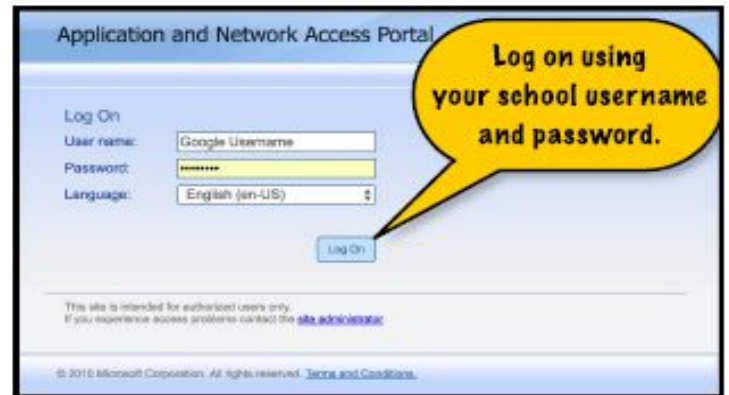 Application and Network Access Portal
Log on using
your school username
and password.
Log On
User name: Google Username
Password: ••••••••
Language: English (en-US)
Log On
This site is intended for authorized users only.
If you experience access problems contact the site administrator
© 2010 Microsoft Corporation. All rights reserved. Terms and Conditions.